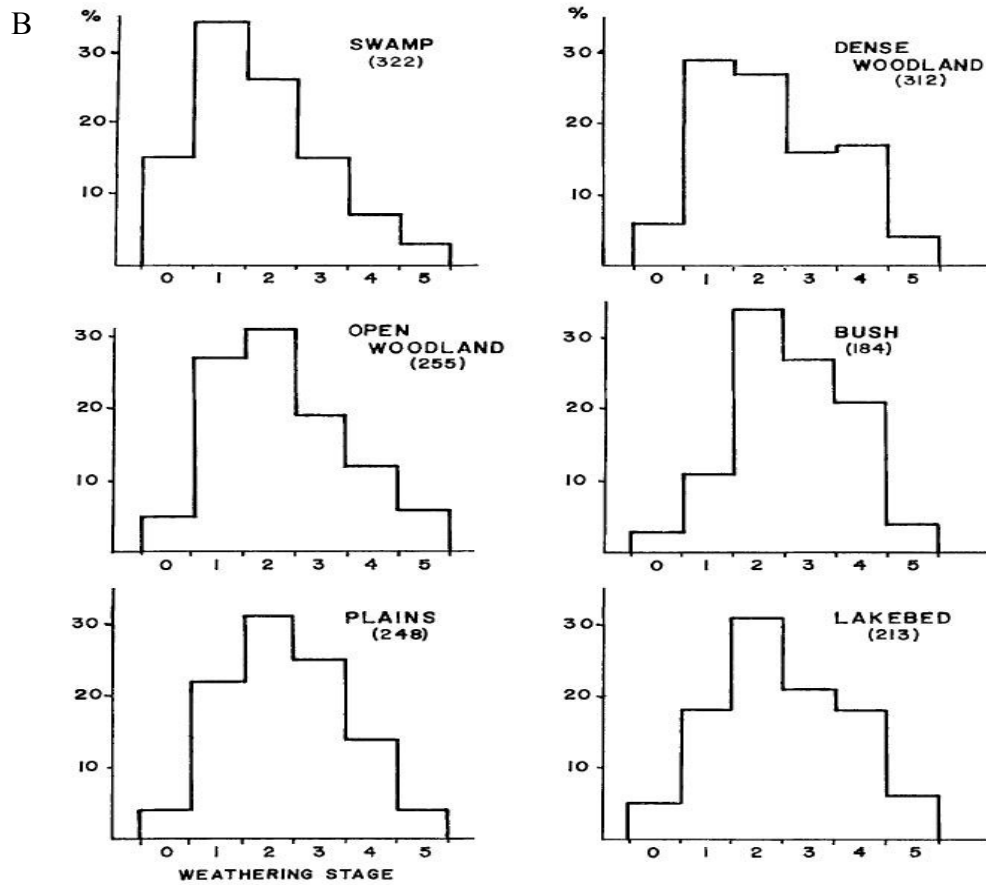 B
%
SWAMP
(322)
30
20
10
0 1 2 3 4 5
DENSE
WOODLAND
(312)
30
20
10
0 1 2 3 4 5
OPEN
WOODLAND
(255)
30
20
10
0 1 2 3 4 5
BUSH
(184)
30
20
10
0 1 2 3 4 5
PLAINS
(248)
30
20
10
0 1 2 3 4 5
WEATHERING STAGE
LAKEBED
(213)
30
20
10
0 1 2 3 4 5